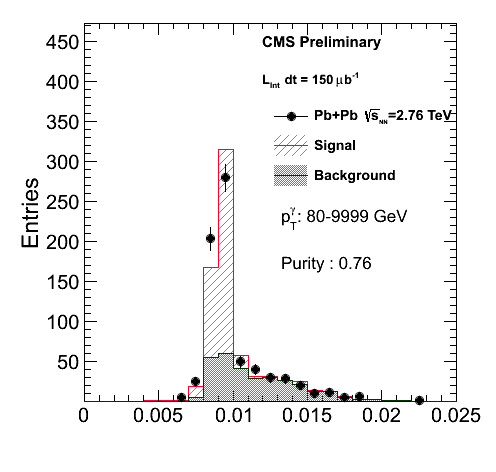 CMS Preliminary
L_Int dt = 150 μb⁻¹
Pb+Pb √s_NN=2.76 TeV
Signal
Background
p_T^γ: 80-9999 GeV
Purity : 0.76
Entries
450
400
350
300
250
200
150
100
50
0 0.005 0.01 0.015 0.02 0.025